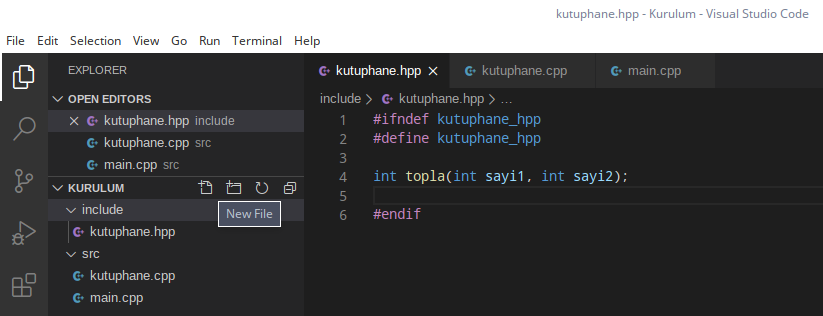 kutuphane.hpp - Kurulum - Visual Studio Code
File Edit Selection View Go Run Terminal Help
EXPLORER
OPEN EDITORS
kutuphane.hpp include
kutuphane.cpp src
main.cpp src
KURULUM
New File
include
kutuphane.hpp
src
kutuphane.cpp
main.cpp
kutuphane.hpp kutuphane.cpp main.cpp
include > kutuphane.hpp > ...
1 #ifndef kutuphane_hpp
2 #define kutuphane_hpp
3
4 int topla(int sayi1, int sayi2);
5
6 #endif